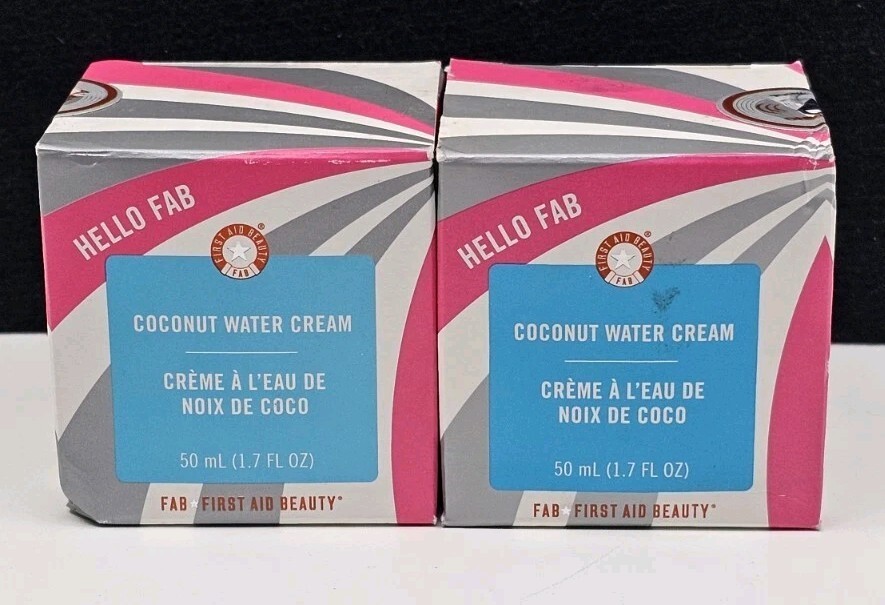 HELLO FAB
FIRST AID BEAUTY®
FAB
COCONUT WATER CREAM
CRÈME À L'EAU DE
NOIX DE COCO
50 mL (1.7 FL OZ)
FAB FIRST AID BEAUTY®
HELLO FAB
FIRST AID BEAUTY®
FAB
COCONUT WATER CREAM
CRÈME À L'EAU DE
NOIX DE COCO
50 mL (1.7 FL OZ)
FAB FIRST AID BEAUTY®